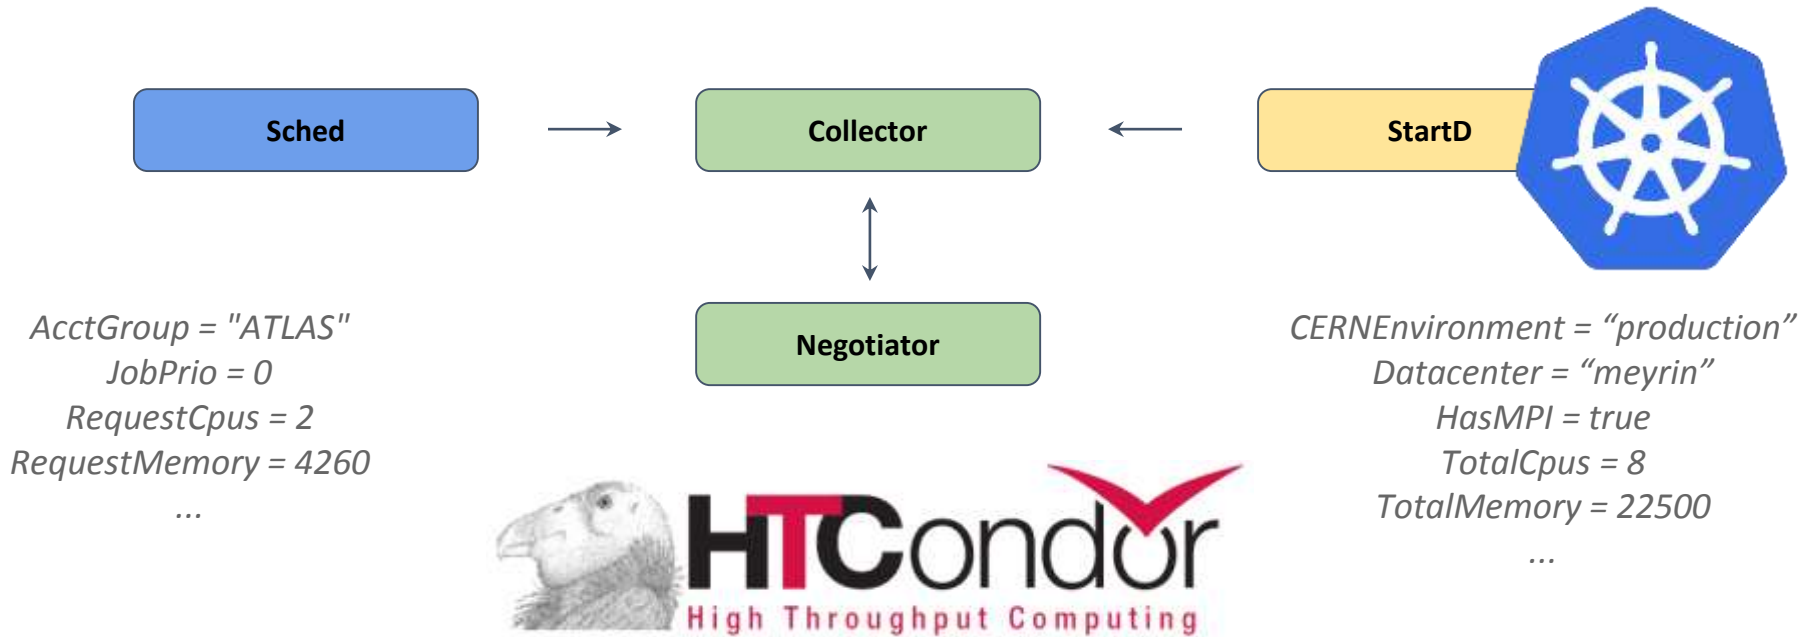 Sched
Collector
StartD
Negotiator
AcctGroup = "ATLAS"
JobPrio = 0
RequestCpus = 2
RequestMemory = 4260
...
CERNEnvironment = “production”
Datacenter = “meyrin”
HasMPI = true
TotalCpus = 8
TotalMemory = 22500
...
HTCondor
High Throughput Computing